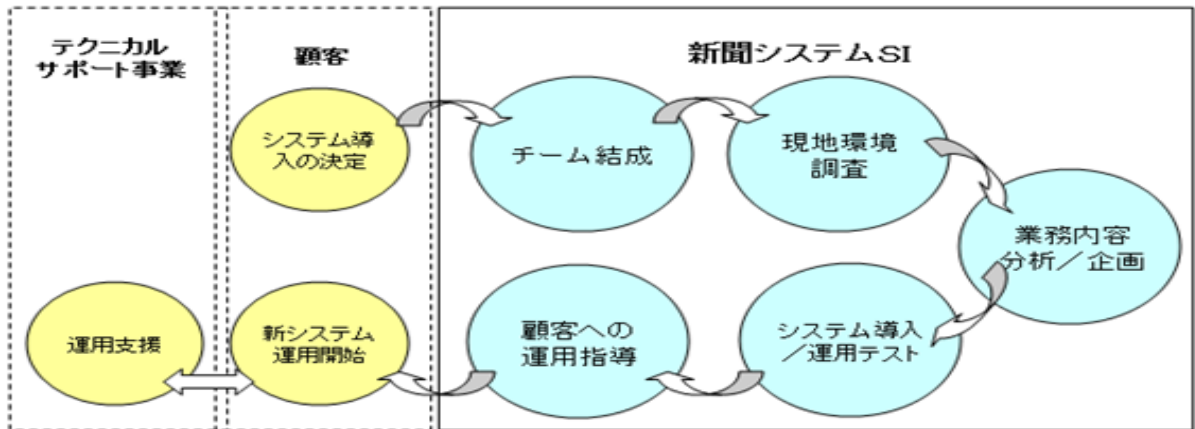 テクニカル
サポート事業
顧客
新聞システムSI
システム導
入の決定
チーム結成
現地環境
調査
業務内容
分析／企画
システム導入
／運用テスト
顧客への
運用指導
新システム
運用開始
運用支援